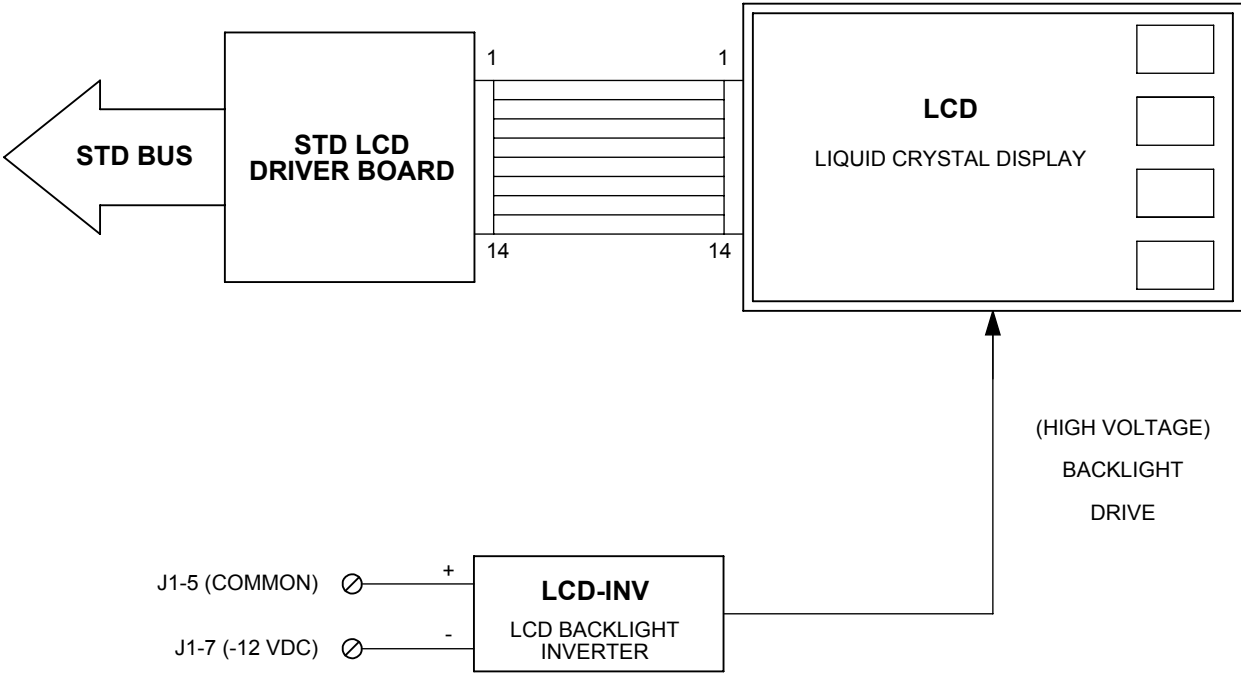 1
1
STD BUS
STD LCD
DRIVER BOARD
LCD
LIQUID CRYSTAL DISPLAY
14
14
(HIGH VOLTAGE)
BACKLIGHT
DRIVE
J1-5 (COMMON)
+
J1-7 (-12 VDC)
-
LCD-INV
LCD BACKLIGHT
INVERTER